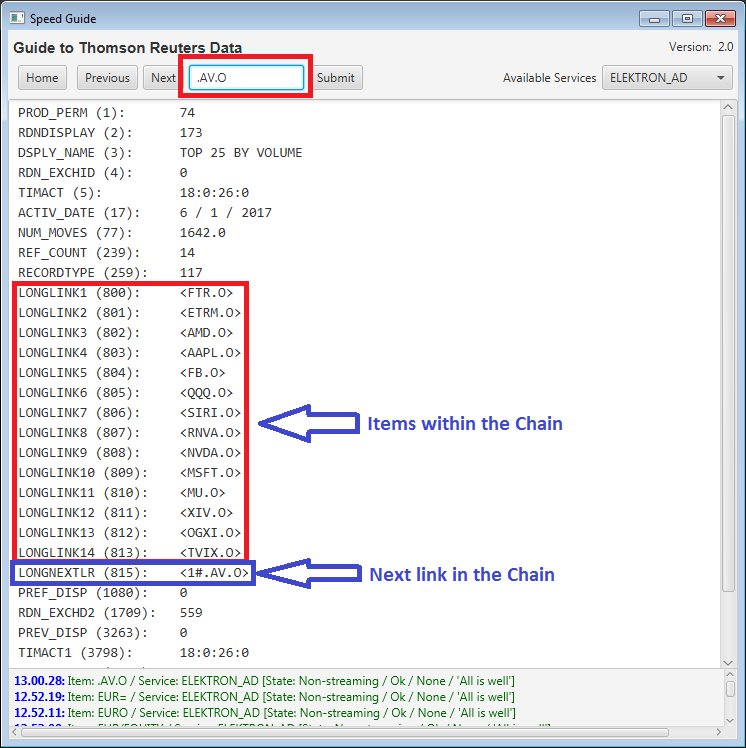 Speed Guide
Guide to Thomson Reuters Data
Version: 2.0
Home Previous Next .AV.O Submit Available Services ELEKTRON_AD
PROD_PERM (1): 74
RDNDISPLAY (2): 173
DSPLY_NAME (3): TOP 25 BY VOLUME
RDN_EXCHID (4): 0
TIMACT (5): 18:0:26:0
ACTIV_DATE (17): 6 / 1 / 2017
NUM_MOVES (77): 1642.0
REF_COUNT (239): 14
RECORDTYPE (259): 117
LONGLINK1 (800): <FTR.O>
LONGLINK2 (801): <ETRM.O>
LONGLINK3 (802): <AMD.O>
LONGLINK4 (803): <AAPL.O>
LONGLINK5 (804): <FB.O>
LONGLINK6 (805): <QQQ.O>
LONGLINK7 (806): <SIRI.O>
LONGLINK8 (807): <RNVA.O>
LONGLINK9 (808): <NVDA.O>
LONGLINK10 (809): <MSFT.O>
LONGLINK11 (810): <MU.O>
LONGLINK12 (811): <XIV.O>
LONGLINK13 (812): <OGXI.O>
LONGLINK14 (813): <TVIX.O>
Items within the Chain
LONGNEXTLR (815): <1#.AV.O>
Next link in the Chain
PREF_DISP (1080): 0
RDN_EXCHD2 (1709): 559
PREV_DISP (3263): 0
TIMACT1 (3798): 18:0:26:0
13.00.28: Item: .AV.O / Service: ELEKTRON_AD [State: Non-streaming / Ok / None / 'All is well']
12.52.19: Item: EUR= / Service: ELEKTRON_AD [State: Non-streaming / Ok / None / 'All is well']
12.52.11: Item: EURO / Service: ELEKTRON_AD [State: Non-streaming / Ok / None / 'All is well']